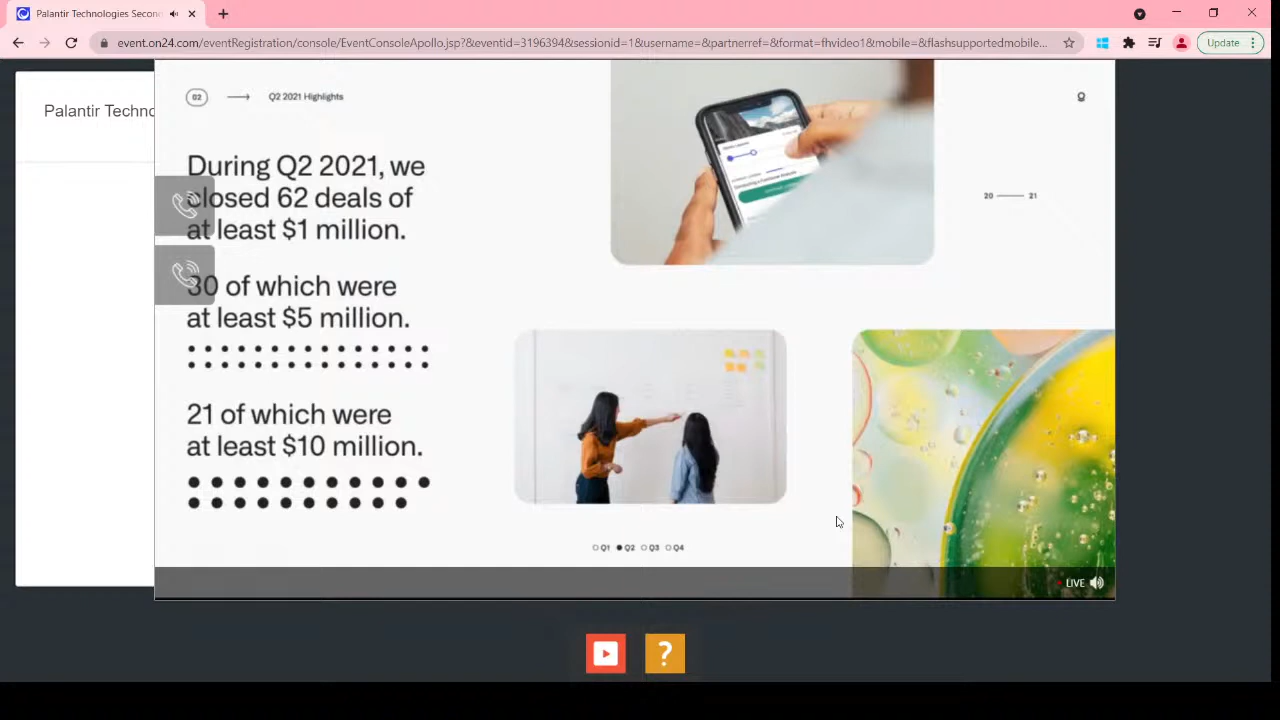 Palantir Technologies Secon
Update
event.on24.com/eventRegistration/console/EventConsoleApollo.jsp?&eventid=3196394&sessionid=1&username=&partnerref=&format=fhvideo1&mobile=&flashsupportedmobile...
Palantir Techno
02
Q2 2021 Highlights
During Q2 2021, we
closed 62 deals of
at least $1 million.
30 of which were
at least $5 million.
21 of which were
at least $10 million.
20 21
Q1 Q2 Q3 Q4
LIVE
?